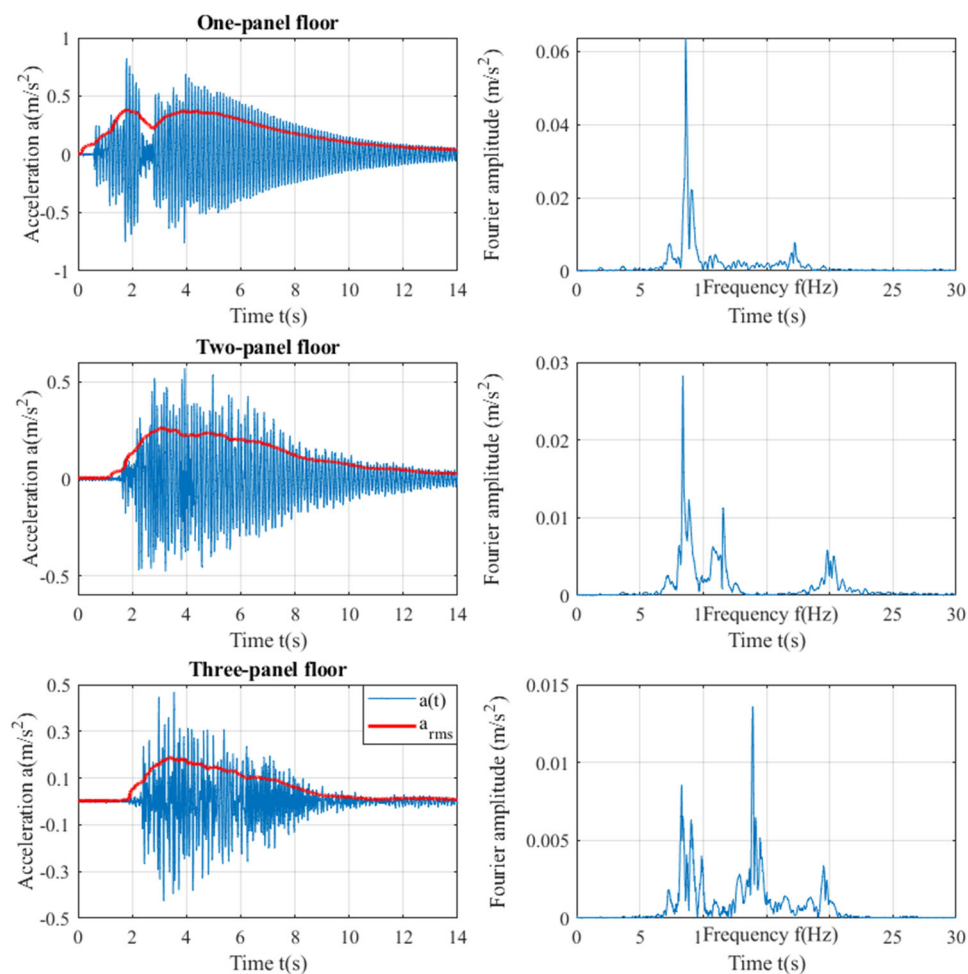 One-panel floor
Acceleration a(m/s²)
1
0.5
0
-0.5
-1
0 2 4 6 8 10 12 14
Time t(s)
Fourier amplitude (m/s²)
0.06
0.04
0.02
0
0 5 1Frequency f(Hz) 25 30
Time t(s)
Two-panel floor
Acceleration a(m/s²)
0.5
0
-0.5
0 2 4 6 8 10 12 14
Time t(s)
Fourier amplitude (m/s²)
0.03
0.02
0.01
0
0 5 1Frequency f(Hz) 25 30
Time t(s)
Three-panel floor
Acceleration a(m/s²)
0.5
0.3
0.1
-0.1
-0.3
-0.5
0 2 4 6 8 10 12 14
Time t(s)
a(t)
a_rms
Fourier amplitude (m/s²)
0.015
0.01
0.005
0
0 5 1Frequency f(Hz) 25 30
Time t(s)